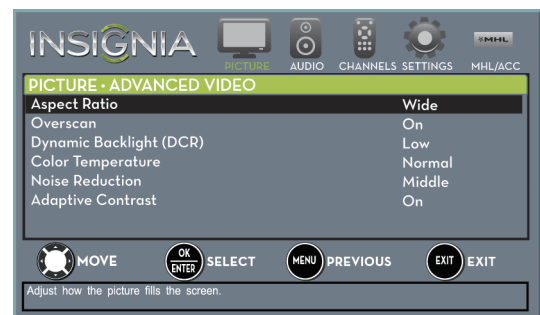 INSIGNIA
PICTURE AUDIO CHANNELS SETTINGS MHL MHL/ACC
PICTURE · ADVANCED VIDEO
Aspect Ratio Wide
Overscan On
Dynamic Backlight (DCR) Low
Color Temperature Normal
Noise Reduction Middle
Adaptive Contrast On
MOVE OK ENTER SELECT MENU PREVIOUS EXIT EXIT
Adjust how the picture fills the screen.